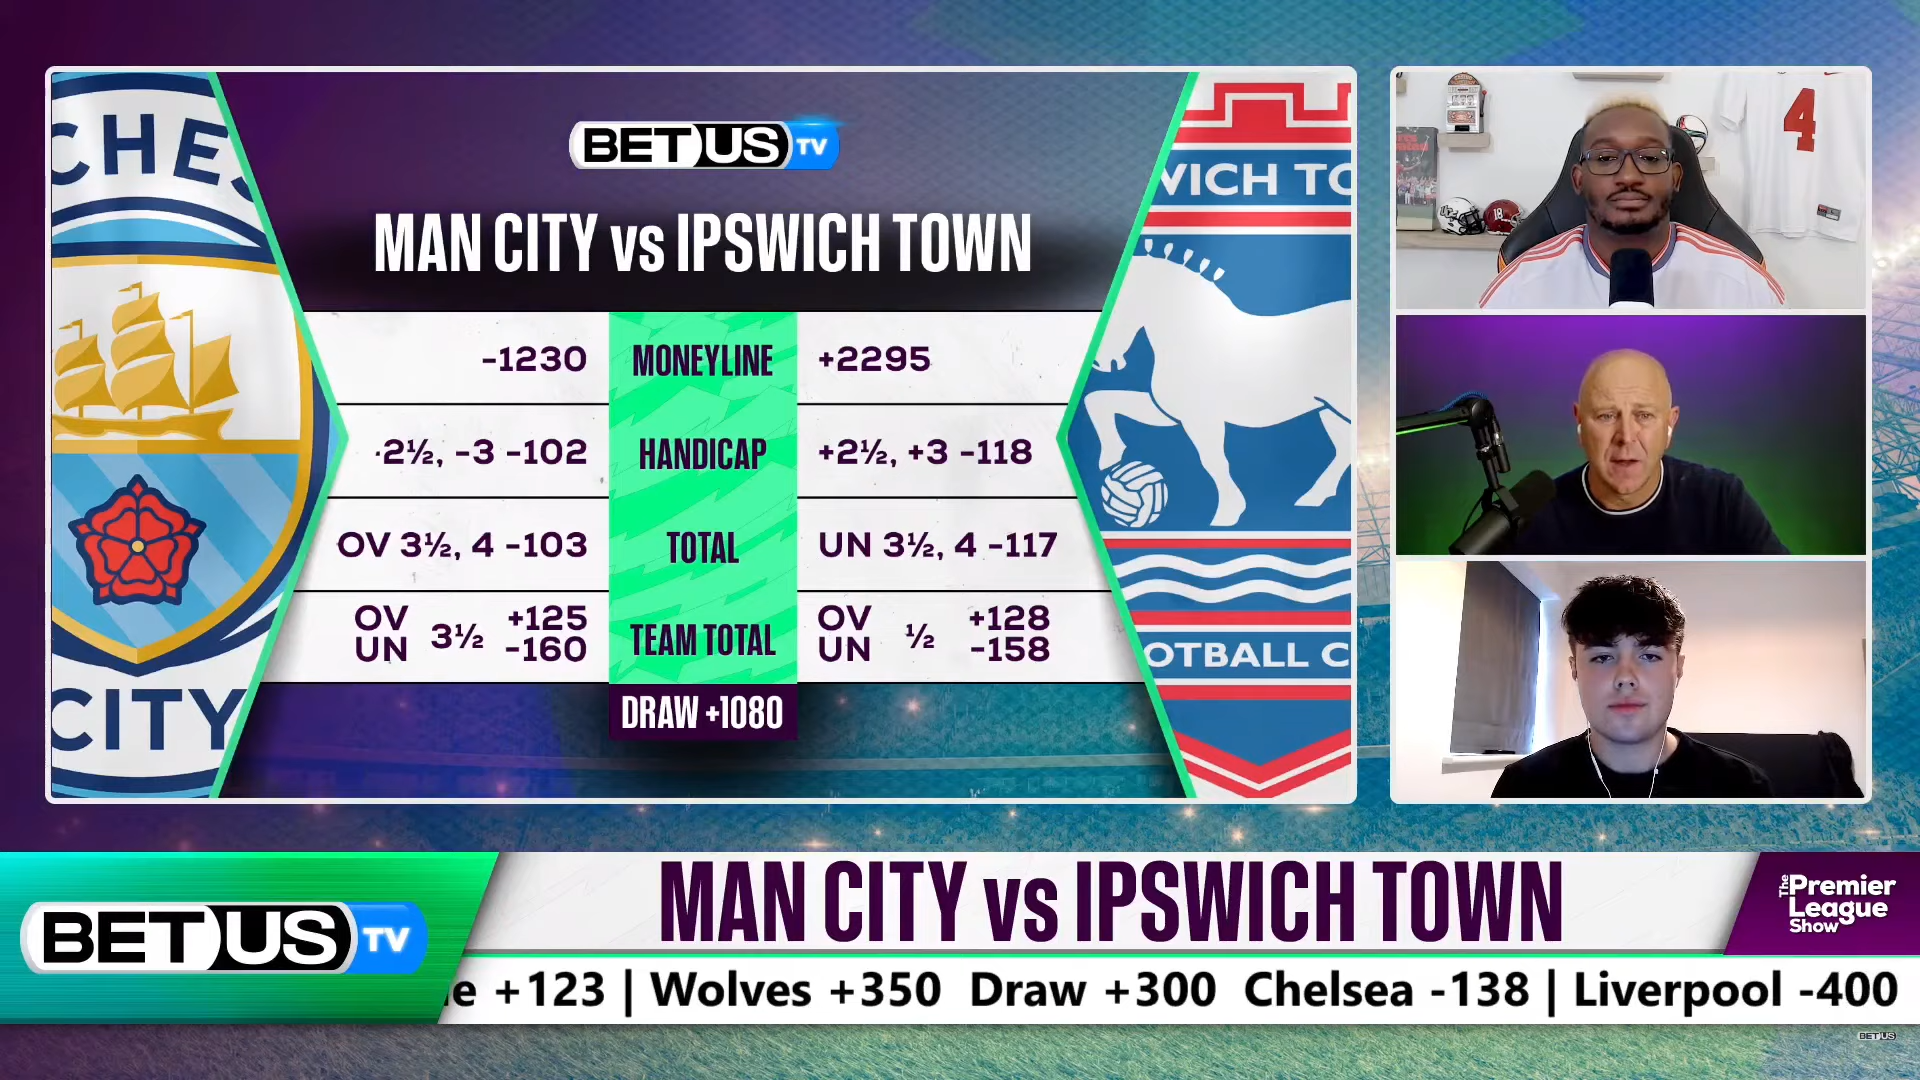 CHES
CITY
BETUS TV
MAN CITY vs IPSWICH TOWN
-1230 MONEYLINE +2295
-2½, -3 -102 HANDICAP +2½, +3 -118
OV 3½, 4 -103 TOTAL UN 3½, 4 -117
OV +125 OV +128
3½ TEAM TOTAL ½
UN -160 UN -158
DRAW +1080
WICH TO
OTBALL C
4
18
BETUS TV
MAN CITY vs IPSWICH TOWN
The Premier
League
Show
e +123 | Wolves +350 Draw +300 Chelsea -138 | Liverpool -400
BETUS